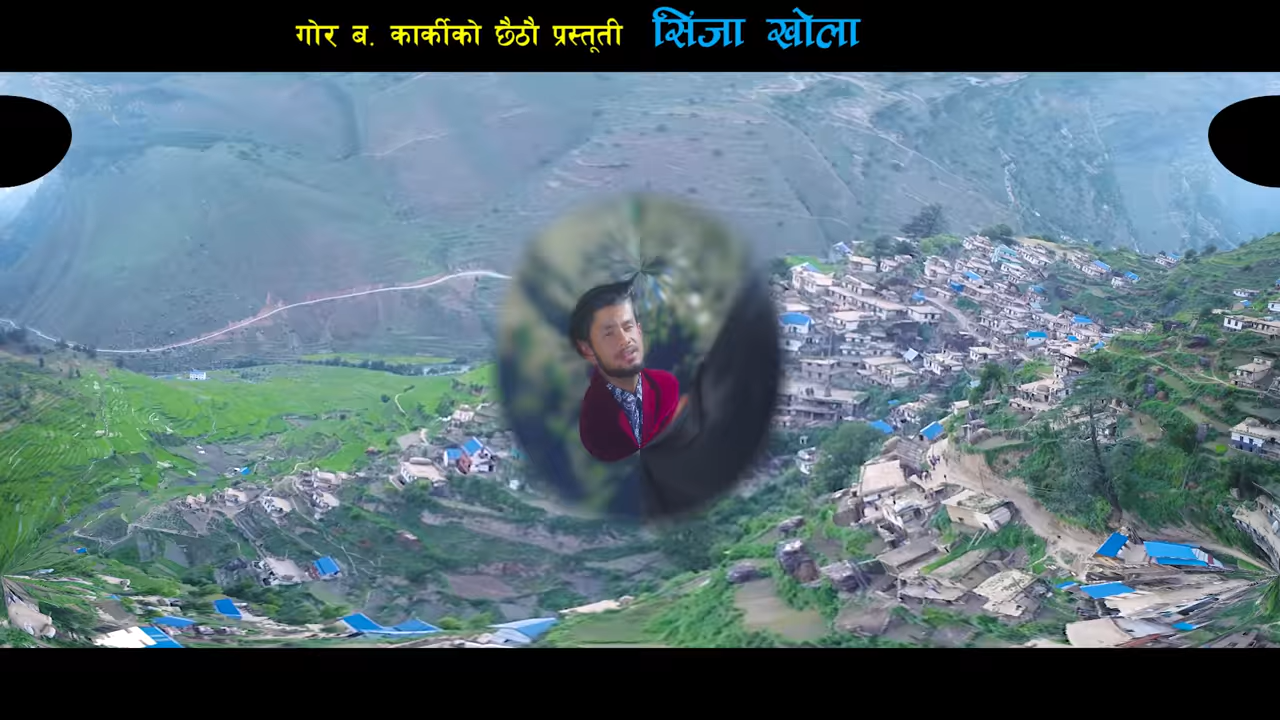 गोर ब. कार्कीको छैठौ प्रस्तूती सिंजा खोला